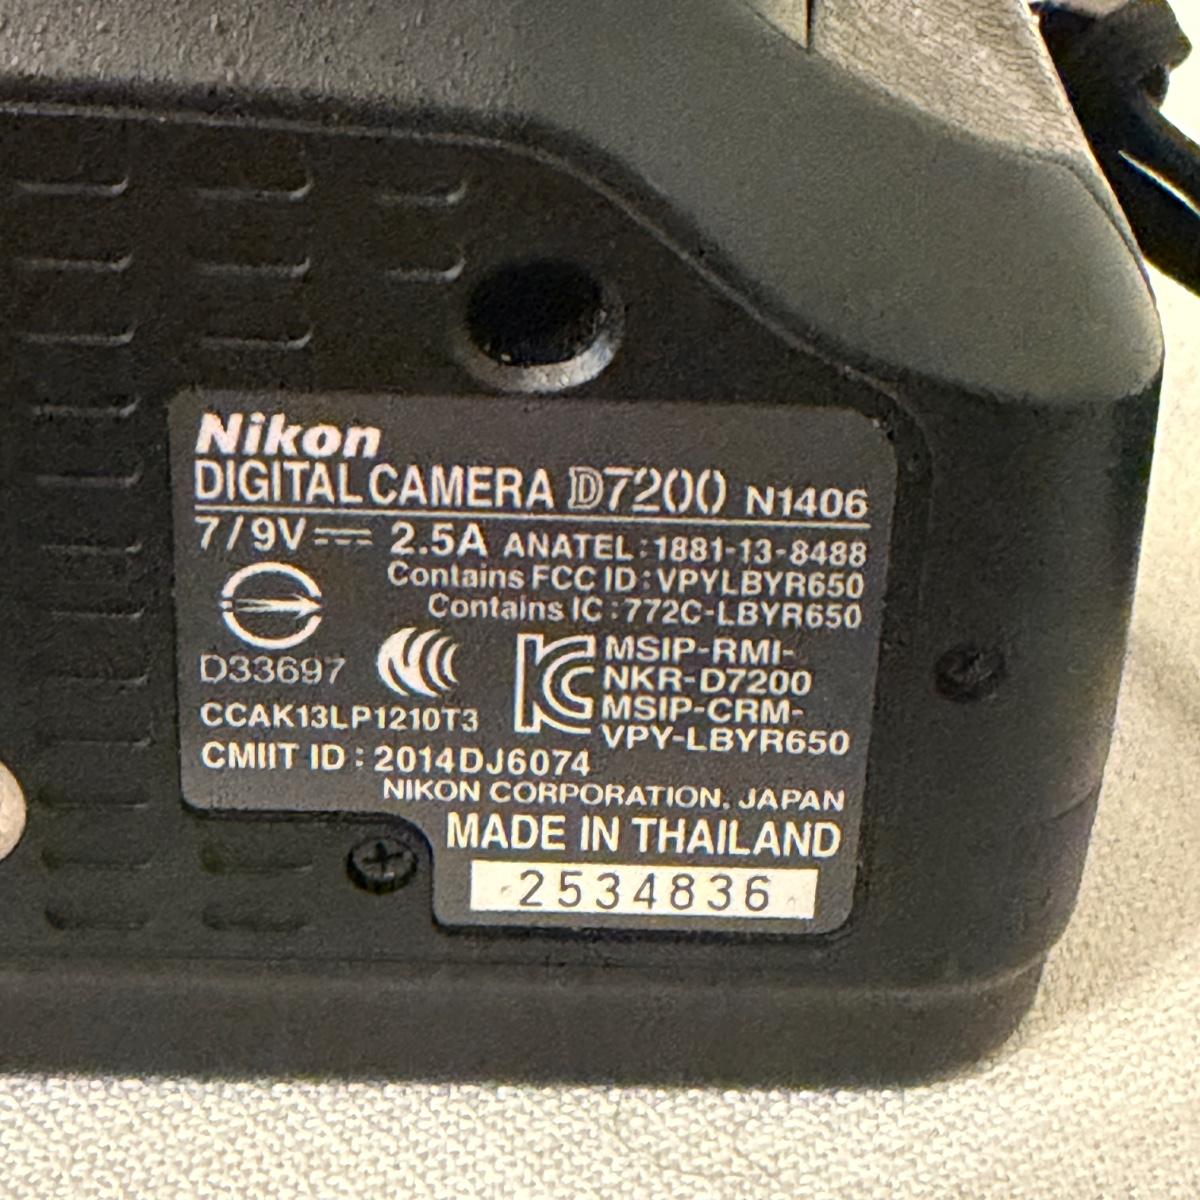 Nikon
DIGITAL CAMERA D7200 N1406
7/9V⎓ 2.5A ANATEL:1881-13-8488
Contains FCC ID:VPYLBYR650
Contains IC:772C-LBYR650
D33697
MSIP-RMI-
NKR-D7200
MSIP-CRM-
VPY-LBYR650
CCAK13LP1210T3
CMIIT ID:2014DJ6074
NIKON CORPORATION, JAPAN
MADE IN THAILAND
2534836